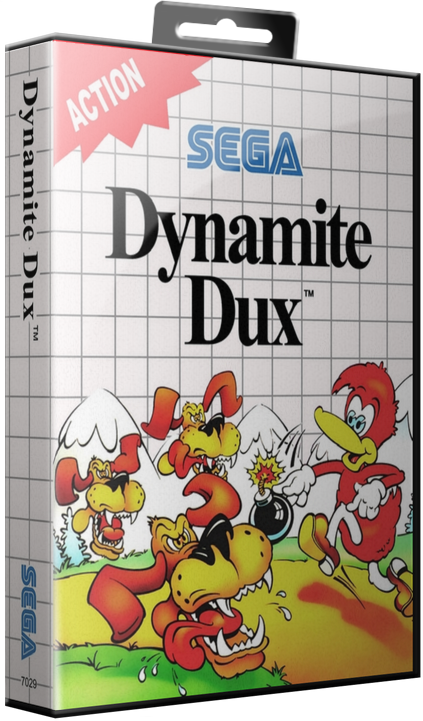 ACTION
SEGA
Dynamite
Dux™
Dynamite Dux™
SEGA
7029